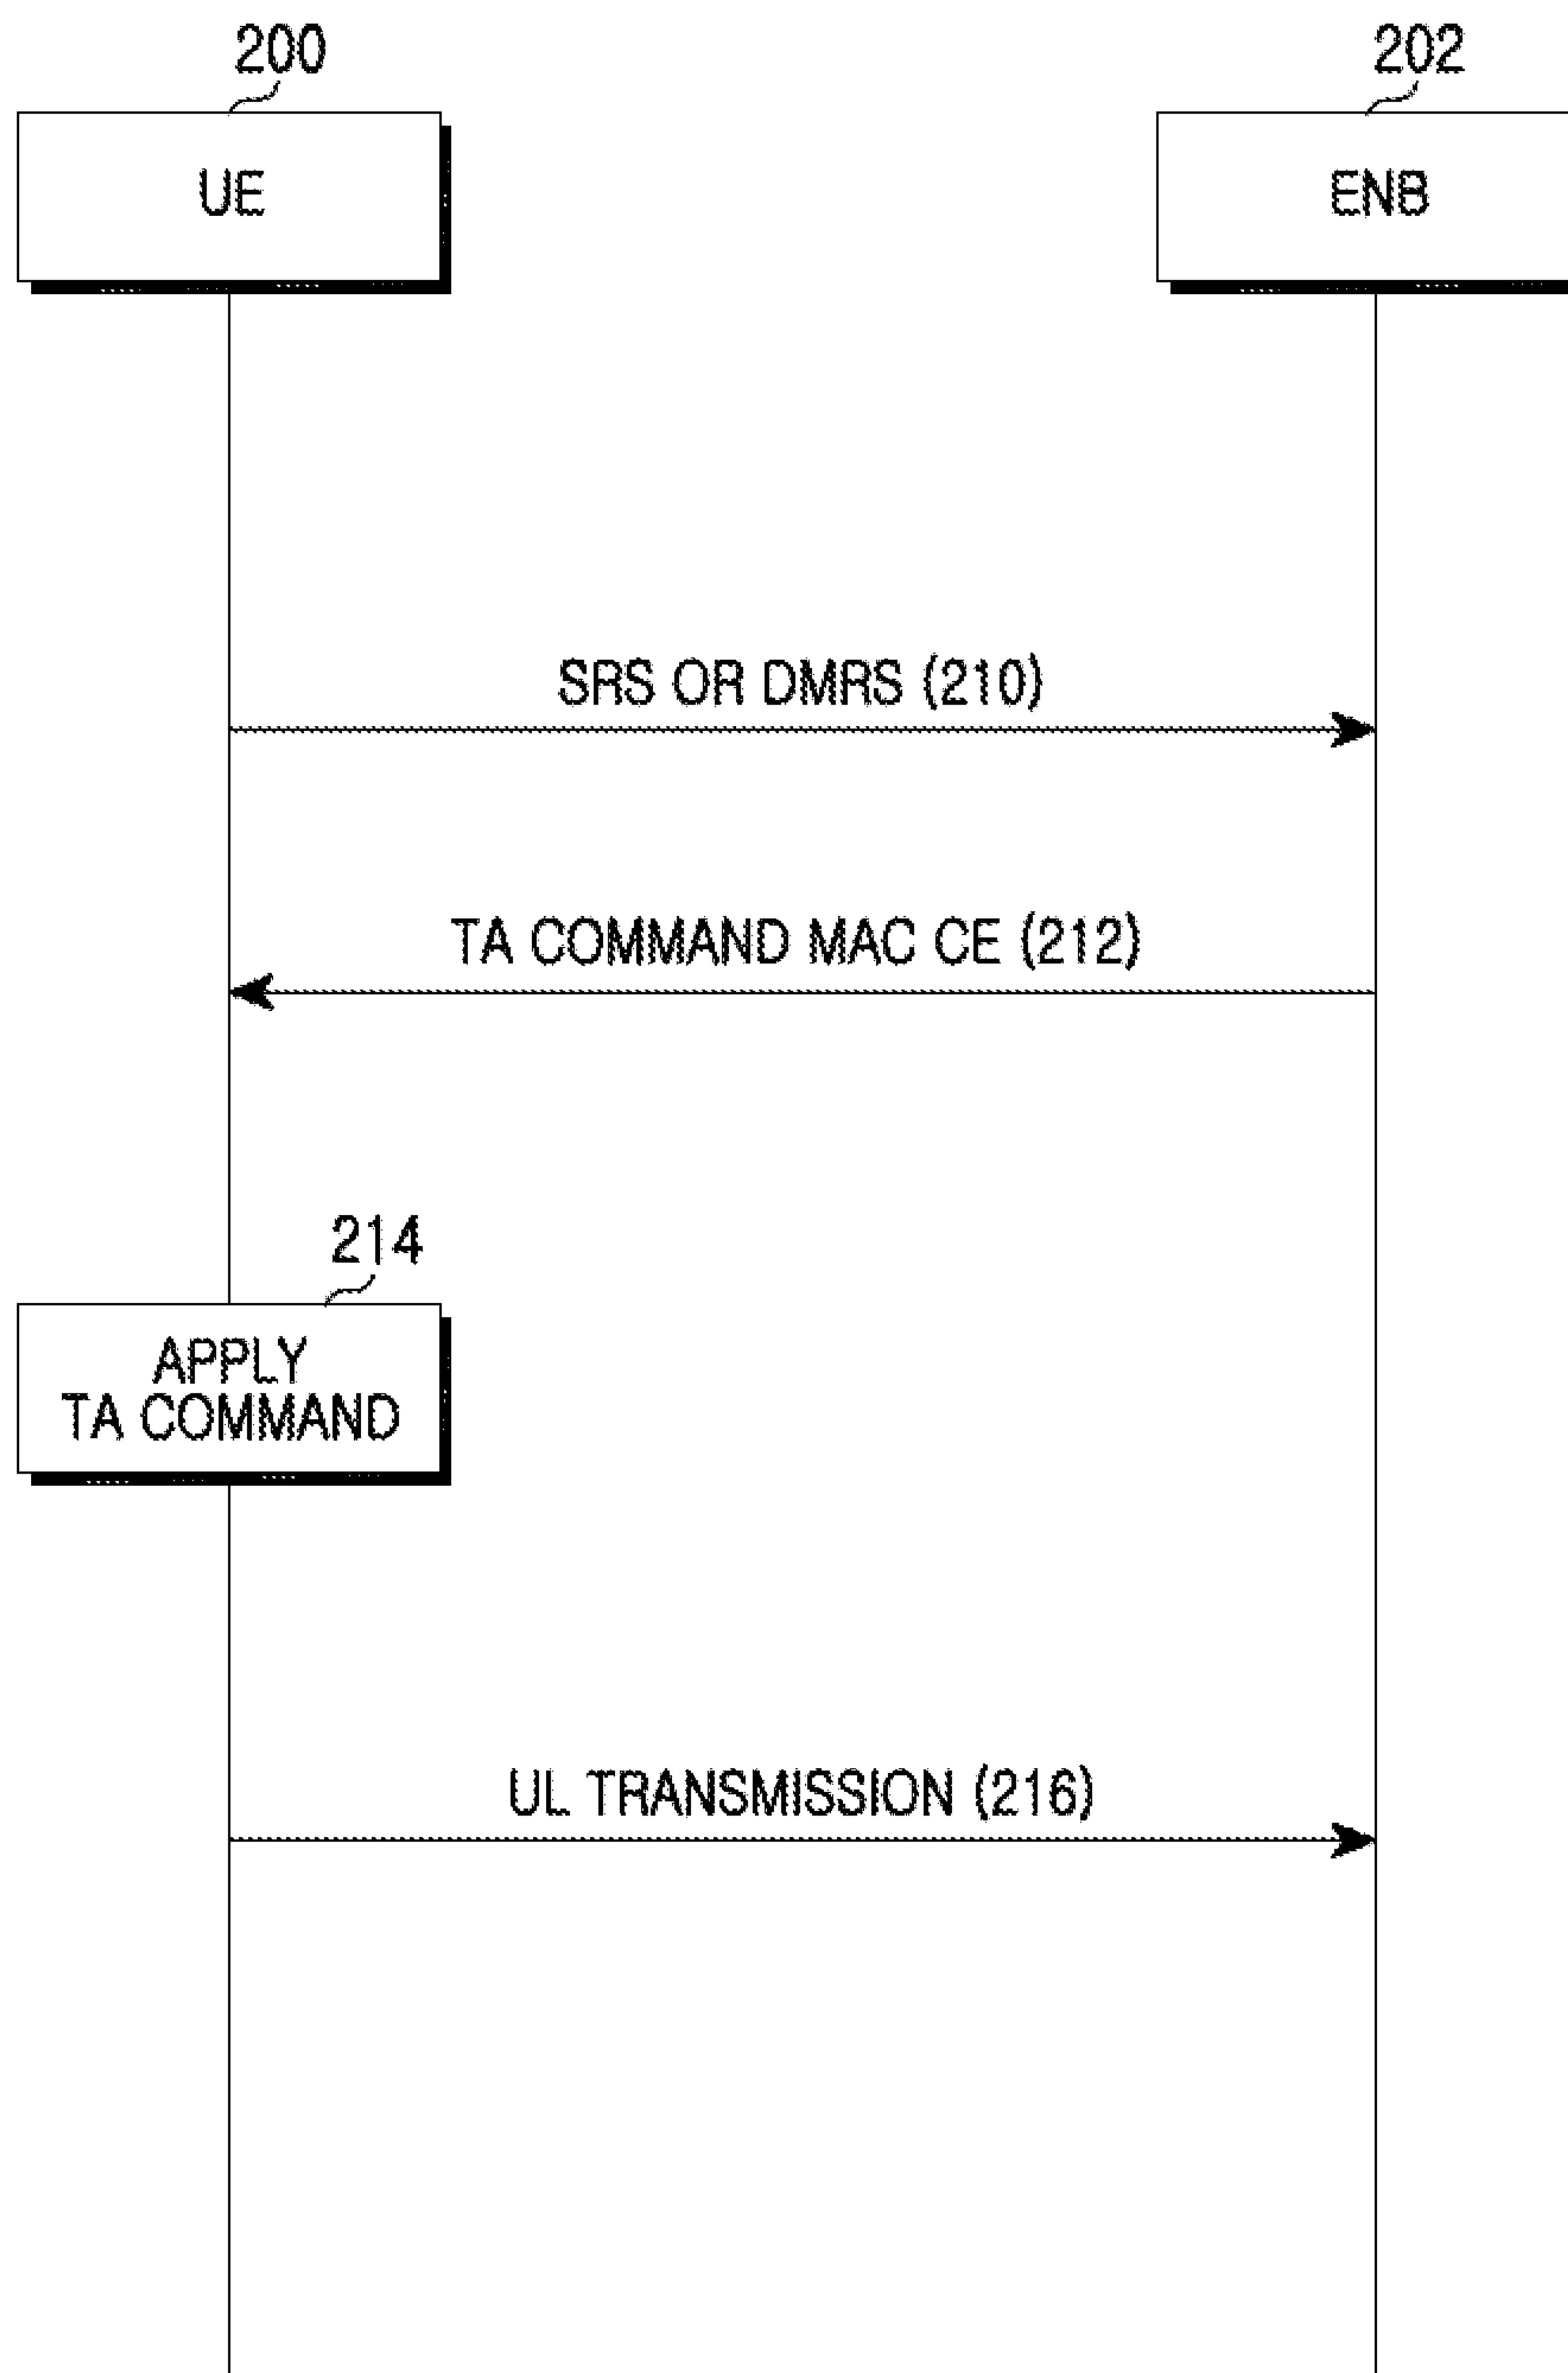 200
202
UE
ENB
SRS OR DMRS (210)
TA COMMAND MAC CE (212)
214
APPLY
TA COMMAND
UL TRANSMISSION (216)